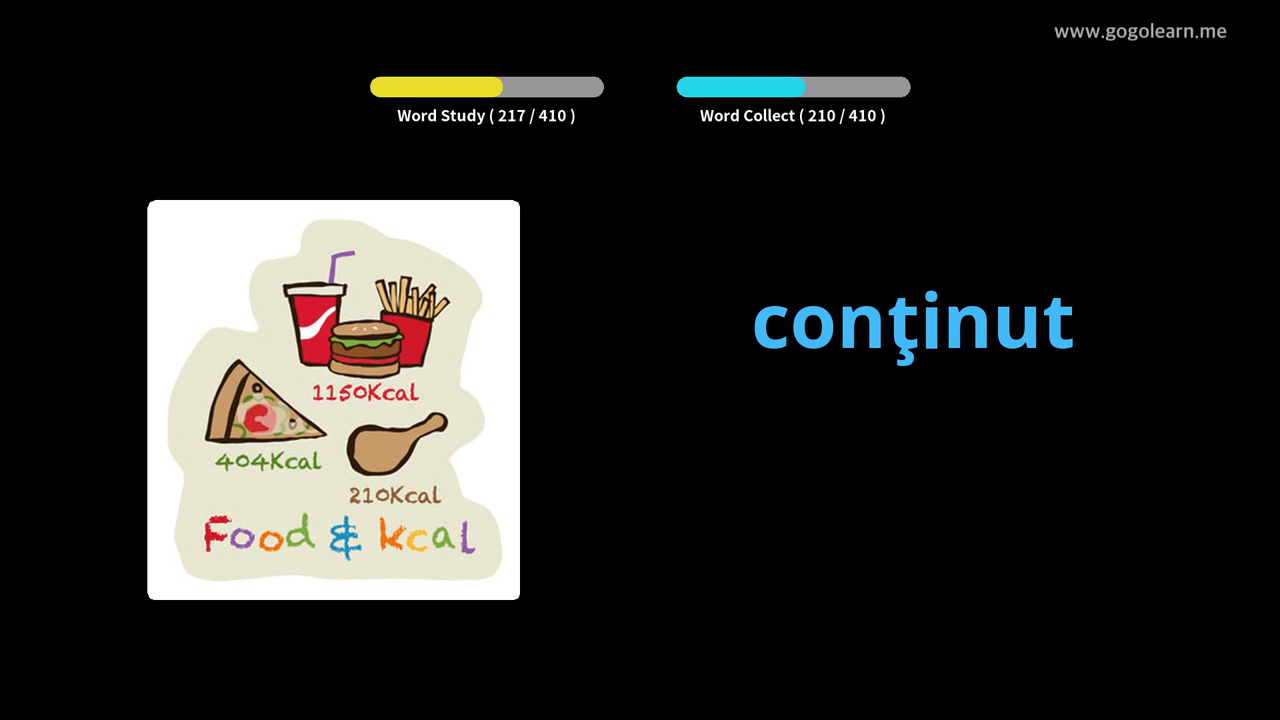 www.gogolearn.me
Word Study ( 217 / 410 )
Word Collect ( 210 / 410 )
conţinut
1150Kcal
404Kcal
210Kcal
Food & kcal